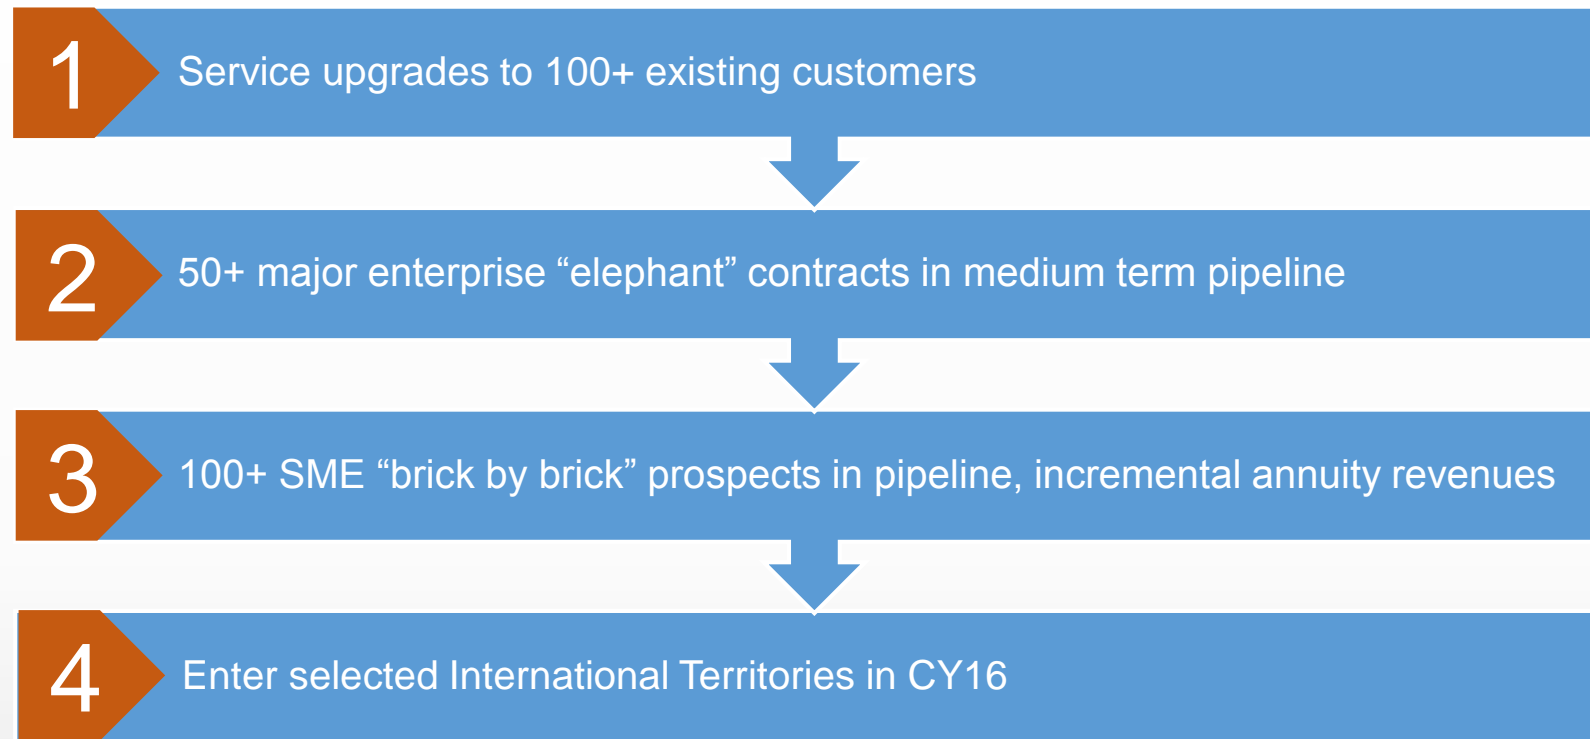 1
Service upgrades to 100+ existing customers
2
50+ major enterprise “elephant” contracts in medium term pipeline
3
100+ SME “brick by brick” prospects in pipeline, incremental annuity revenues
4
Enter selected International Territories in CY16